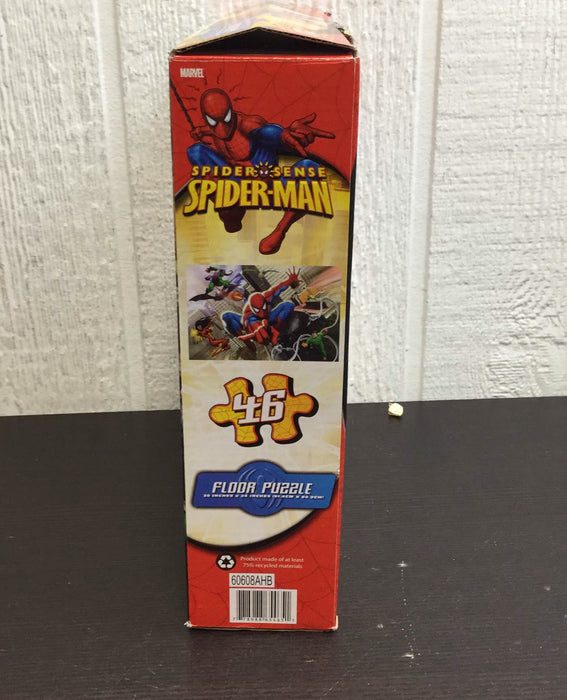 MARVEL
SPIDER SENSE
SPIDER-MAN
46
FLOOR PUZZLE
Product made of at least
75% recycled materials
60608AHB